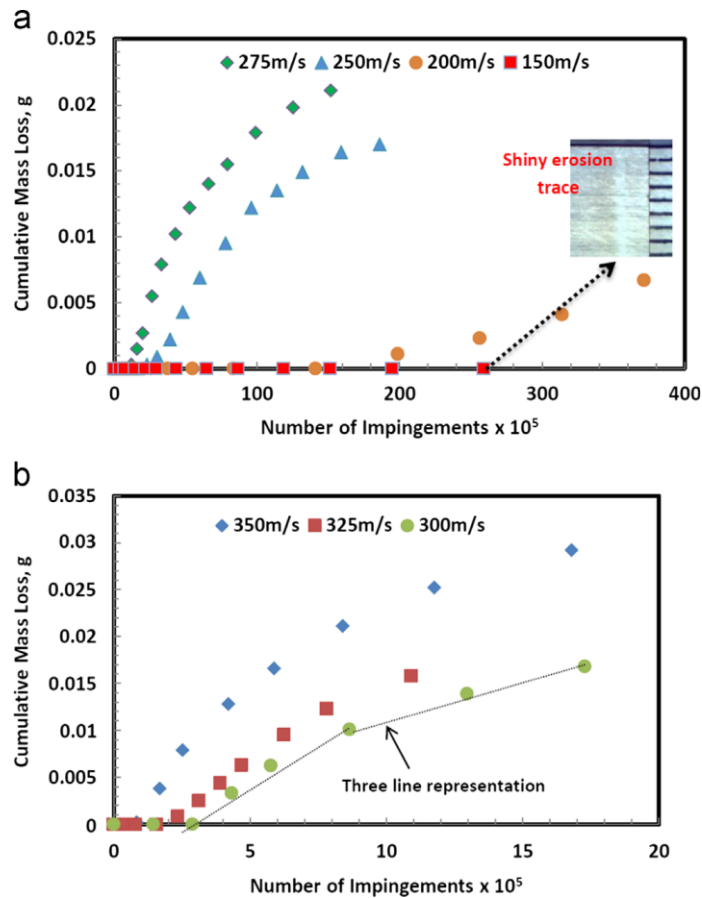 a
0.025
0.02
0.015
0.01
0.005
0
Cumulative Mass Loss, g
275m/s 250m/s 200m/s 150m/s
Shiny erosion
trace
0 100 200 300 400
Number of Impingements x 10⁵
b
0.035
0.03
0.025
0.02
0.015
0.01
0.005
0
Cumulative Mass Loss, g
350m/s 325m/s 300m/s
Three line representation
0 5 10 15 20
Number of Impingements x 10⁵